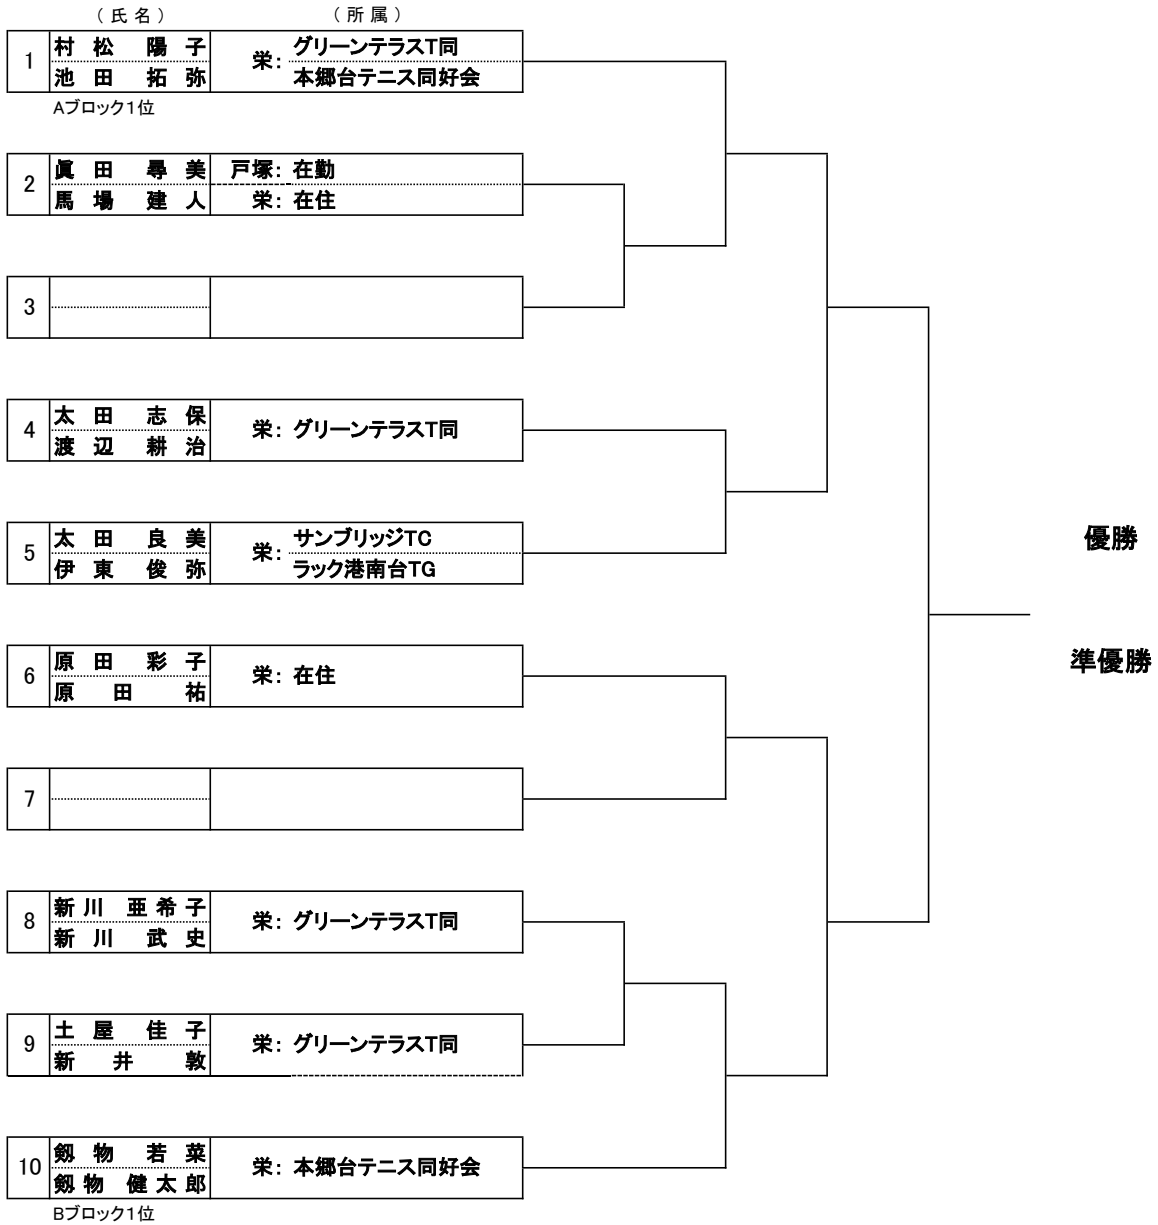 （氏名） （所属）
1 村松 陽子 栄： グリーンテラスT同
池田 拓弥 本郷台テニス同好会
Aブロック1位
2 眞田 尋美 戸塚： 在勤
馬場 建人 栄： 在住
3
4 太田 志保 栄： グリーンテラスT同
渡辺 耕治
5 太田 良美 栄： サンブリッジTC
伊東 俊弥 ラック港南台TG
優勝
6 原田 彩子 栄： 在住
原田 祐
準優勝
7
8 新川 亜希子 栄： グリーンテラスT同
新川 武史
9 土屋 佳子 栄： グリーンテラスT同
新井 敦
10 剱物 若菜 栄： 本郷台テニス同好会
剱物 健太郎
Bブロック1位